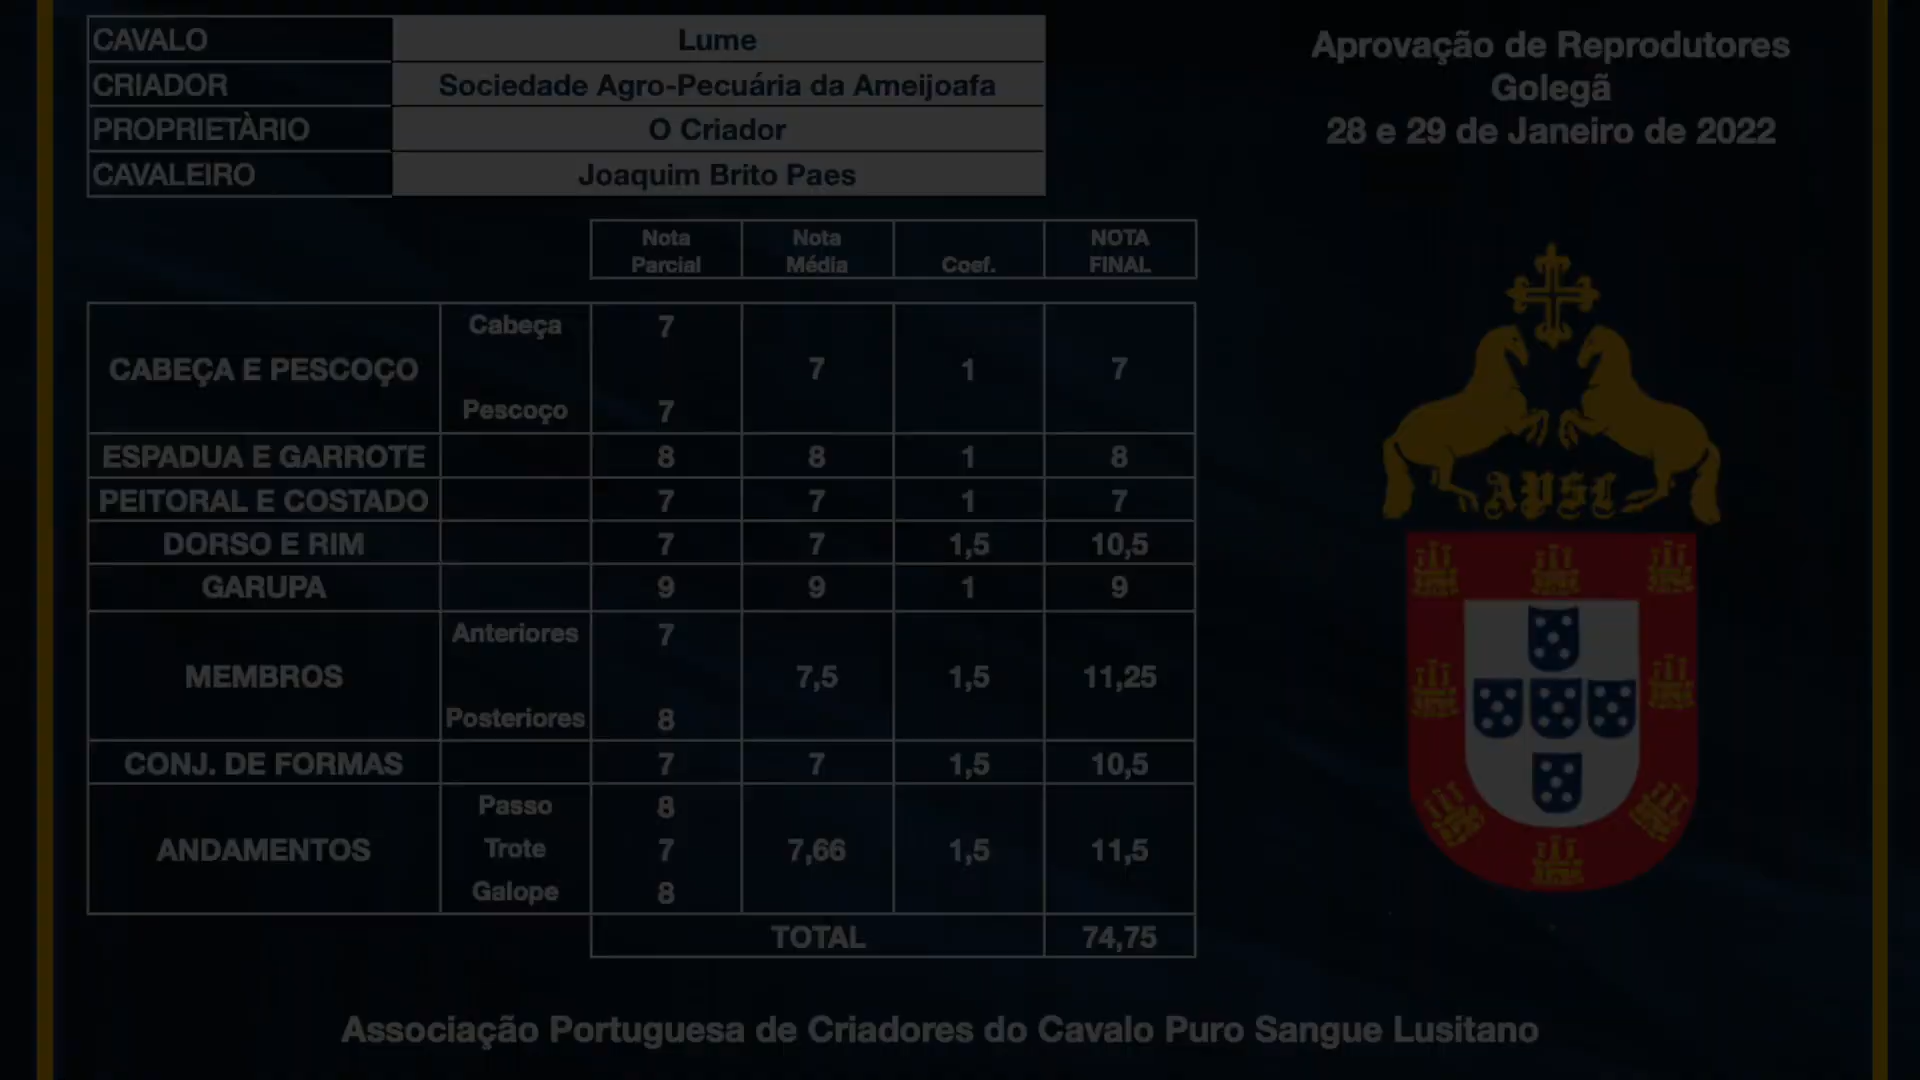 CAVALO Lume
CRIADOR Sociedade Agro-Pecuária da Ameijoafa
PROPRIETÀRIO O Criador
CAVALEIRO Joaquim Brito Paes
Aprovação de Reprodutores
Golegã
28 e 29 de Janeiro de 2022
Nota Parcial Nota Média Coef. NOTA FINAL
Cabeça 7
CABEÇA E PESCOÇO 7 1 7
Pescoço 7
ESPADUA E GARROTE 8 8 1 8
PEITORAL E COSTADO 7 7 1 7
DORSO E RIM 7 7 1,5 10,5
GARUPA 9 9 1 9
Anteriores 7
MEMBROS 7,5 1,5 11,25
Posteriores 8
CONJ. DE FORMAS 7 7 1,5 10,5
Passo 8
ANDAMENTOS Trote 7 7,66 1,5 11,5
Galope 8
TOTAL 74,75
APSL
Associação Portuguesa de Criadores do Cavalo Puro Sangue Lusitano